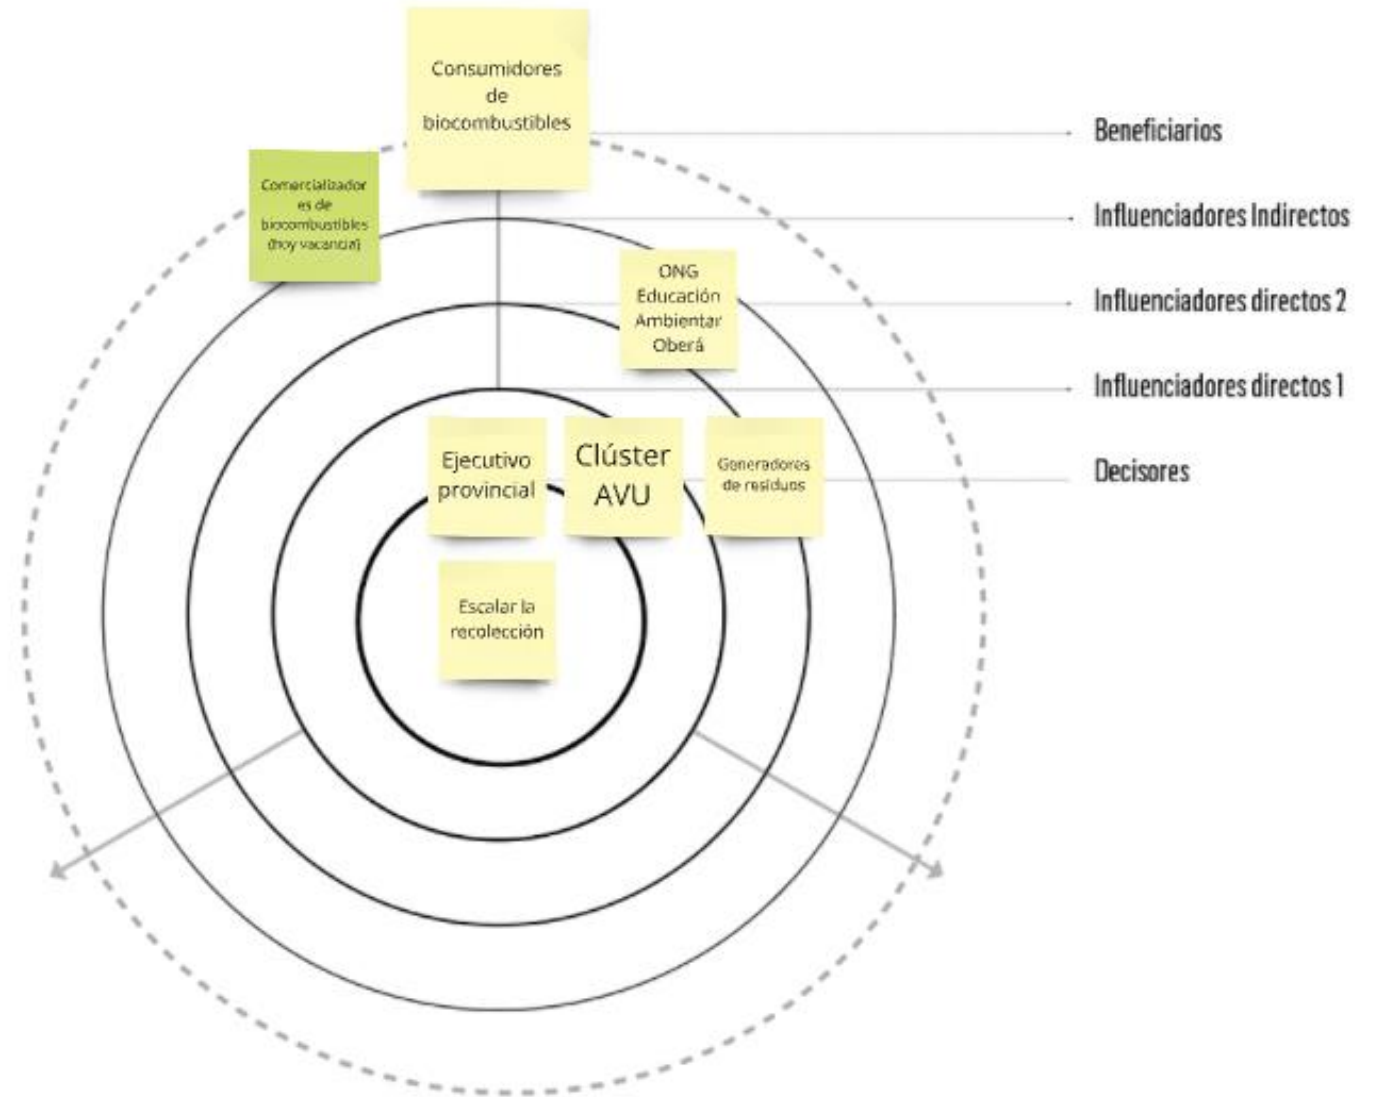 Consumidores
de
biocombustibles
Beneficiarios
Comercializador
es de
biocombustibles
(hoy vacancia)
Influenciadores Indirectos
ONG
Educación
Ambientar
Oberá
Influenciadores directos 2
Influenciadores directos 1
Ejecutivo
provincial
Clúster
AVU
Generadores
de residuos
Decisores
Escalar la
recolección